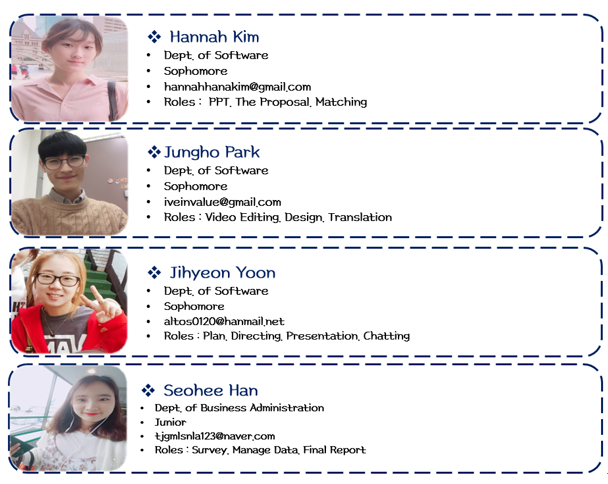 ❖ Hannah Kim
• Dept. of Software
• Sophomore
• hannahhanakim@gmail.com
• Roles : PPT, The Proposal, Matching
❖ Jungho Park
• Dept. of Software
• Sophomore
• iveinvalue@gmail.com
• Roles : Video Editing, Design, Translation
❖ Jihyeon Yoon
• Dept. of Software
• Sophomore
• altos0120@hanmail.net
• Roles : Plan, Directing, Presentation, Chatting
❖ Seohee Han
• Dept. of Business Administration
• Junior
• tjgmlsnla123@naver.com
• Roles : Survey, Manage Data, Final Report